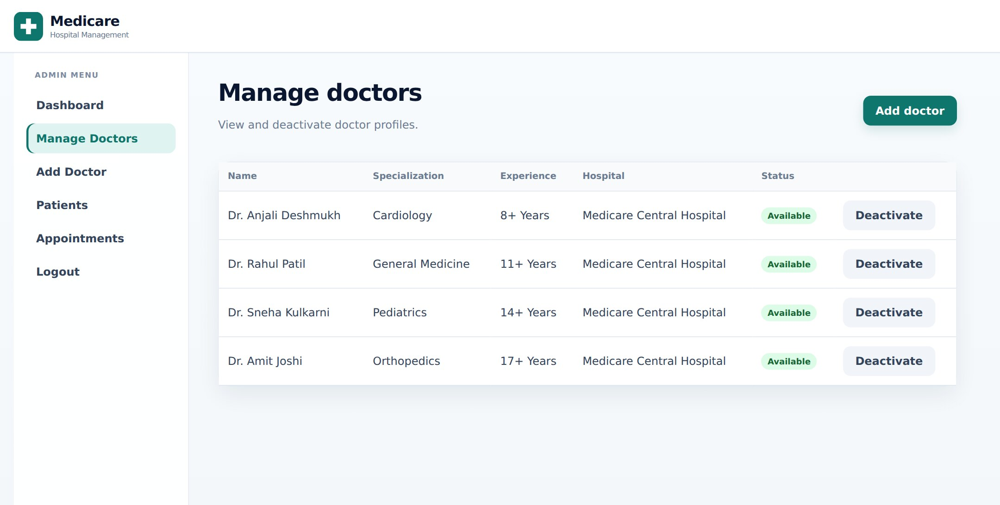 Medicare
Hospital Management
ADMIN MENU
Dashboard
Manage Doctors
Add Doctor
Patients
Appointments
Logout
Manage doctors
View and deactivate doctor profiles.
Add doctor
Name Specialization Experience Hospital Status
Dr. Anjali Deshmukh Cardiology 8+ Years Medicare Central Hospital Available Deactivate
Dr. Rahul Patil General Medicine 11+ Years Medicare Central Hospital Available Deactivate
Dr. Sneha Kulkarni Pediatrics 14+ Years Medicare Central Hospital Available Deactivate
Dr. Amit Joshi Orthopedics 17+ Years Medicare Central Hospital Available Deactivate